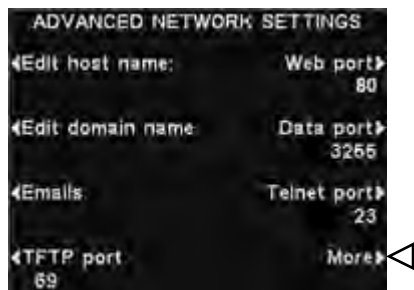 ADVANCED NETWORK SETTINGS
Edit host name: Web port
80
Edit domain name Data port
3255
Emails Telnet port
23
TFTP port More
69